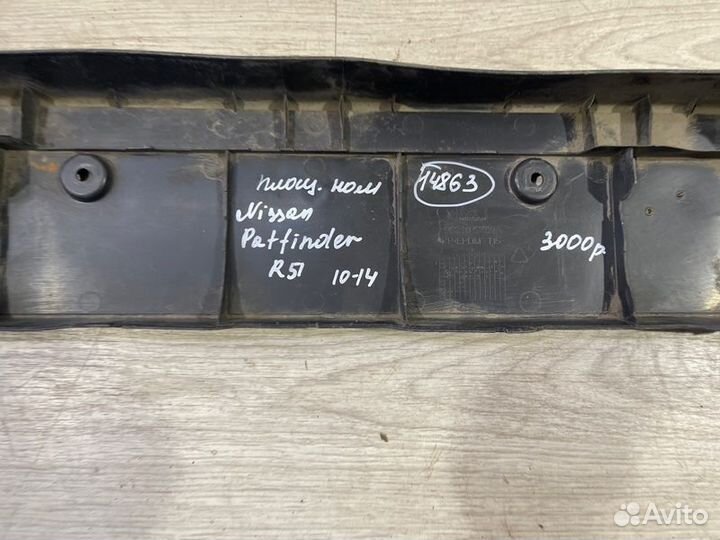 площ. ном
Nissan
Patfinder
R51
10-14
14863
3000р
Avito